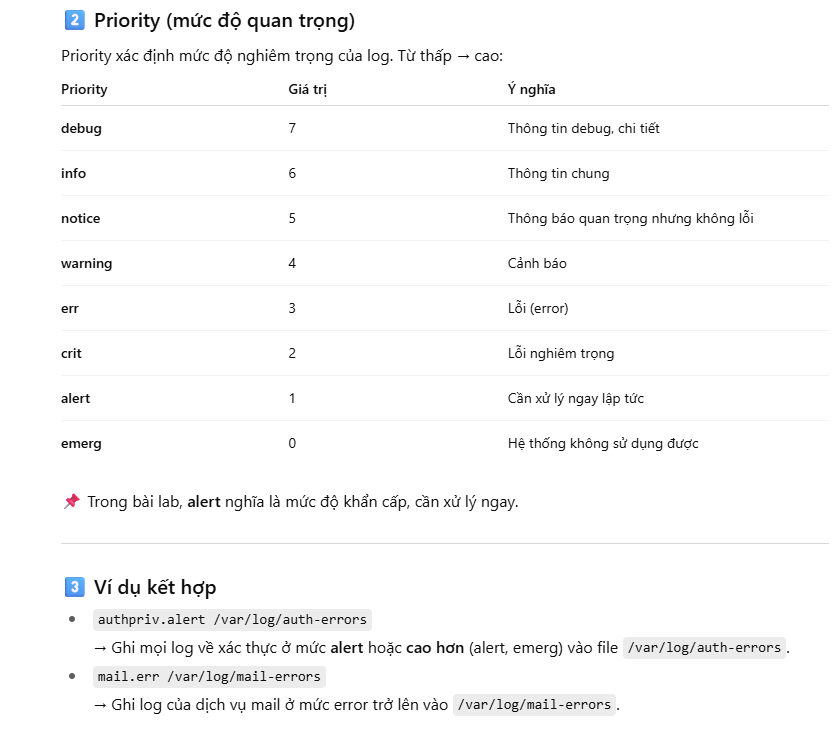 2 Priority (mức độ quan trọng)
Priority xác định mức độ nghiêm trọng của log. Từ thấp → cao:
Priority Giá trị Ý nghĩa
debug 7 Thông tin debug, chi tiết
info 6 Thông tin chung
notice 5 Thông báo quan trọng nhưng không lỗi
warning 4 Cảnh báo
err 3 Lỗi (error)
crit 2 Lỗi nghiêm trọng
alert 1 Cần xử lý ngay lập tức
emerg 0 Hệ thống không sử dụng được
📌 Trong bài lab, alert nghĩa là mức độ khẩn cấp, cần xử lý ngay.
3 Ví dụ kết hợp
• authpriv.alert /var/log/auth-errors
→ Ghi mọi log về xác thực ở mức alert hoặc cao hơn (alert, emerg) vào file /var/log/auth-errors.
• mail.err /var/log/mail-errors
→ Ghi log của dịch vụ mail ở mức error trở lên vào /var/log/mail-errors.